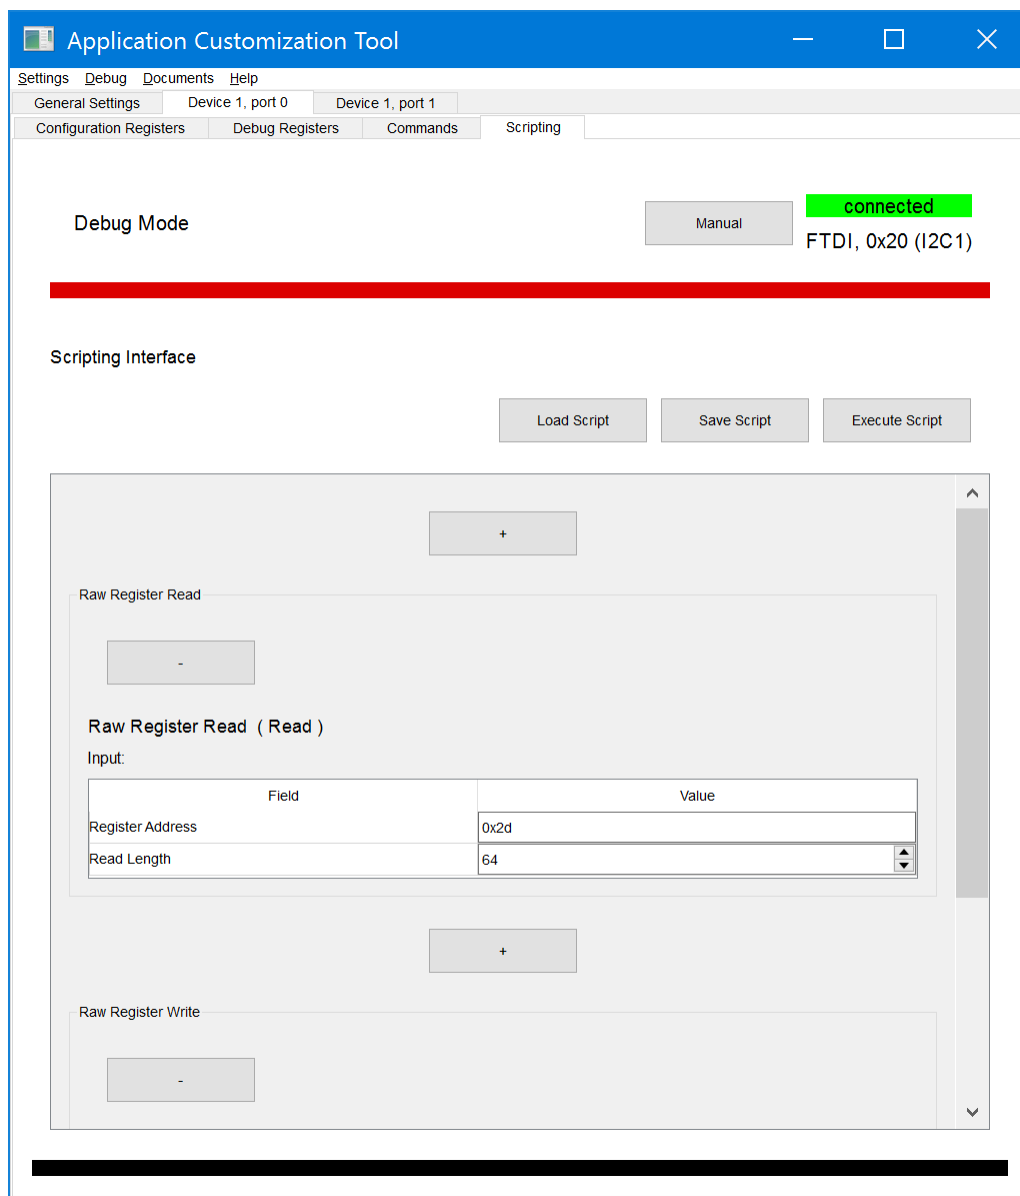 Application Customization Tool
Settings Debug Documents Help
General Settings Device 1, port 0 Device 1, port 1
Configuration Registers Debug Registers Commands Scripting
Debug Mode Manual connected
FTDI, 0x20 (I2C1)
Scripting Interface
Load Script Save Script Execute Script
+
Raw Register Read
-
Raw Register Read ( Read )
Input:
Field Value
Register Address 0x2d
Read Length 64
+
Raw Register Write
-